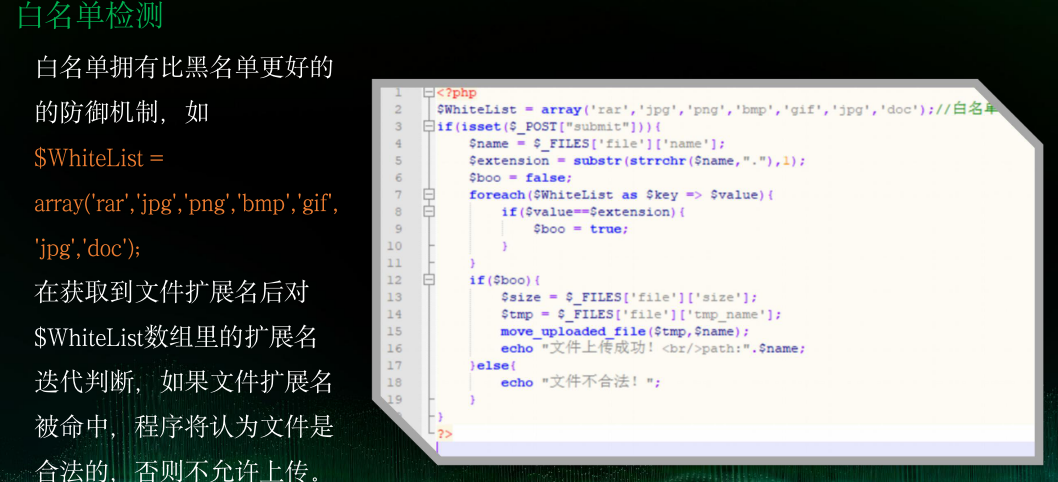 白名单检测
白名单拥有比黑名单更好的
的防御机制，如
$WhiteList =
array('rar','jpg','png','bmp','gif',
'jpg','doc');
在获取到文件扩展名后对
$WhiteList数组里的扩展名
迭代判断，如果文件扩展名
被命中，程序将认为文件是
合法的，否则不允许上传。
1 <?php
2 $WhiteList = array('rar','jpg','png','bmp','gif','jpg','doc');//白名单
3 if(isset($_POST["submit"])){
4 $name = $_FILES['file']['name'];
5 $extension = substr(strrchr($name,"."),1);
6 $boo = false;
7 foreach($WhiteList as $key => $value){
8 if($value==$extension){
9 $boo = true;
10 }
11 }
12 if($boo){
13 $size = $_FILES['file']['size'];
14 $tmp = $_FILES['file']['tmp_name'];
15 move_uploaded_file($tmp,$name);
16 echo "文件上传成功！<br/>path:".$name;
17 }else{
18 echo "文件不合法！";
19 }
}
?>